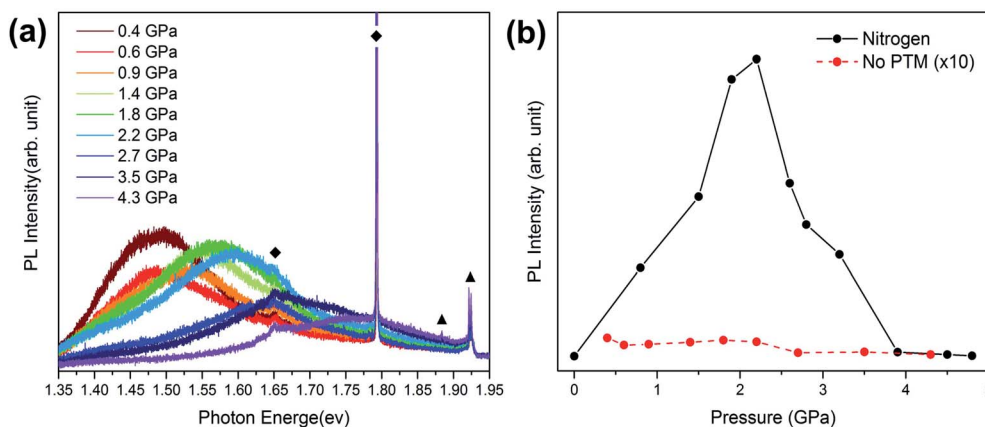 (a)
0.4 GPa
0.6 GPa
0.9 GPa
1.4 GPa
1.8 GPa
2.2 GPa
2.7 GPa
3.5 GPa
4.3 GPa
PL Intensity(arb. unit)
1.35 1.40 1.45 1.50 1.55 1.60 1.65 1.70 1.75 1.80 1.85 1.90 1.95
Photon Energe(ev)
(b)
Nitrogen
No PTM (x10)
PL Intensity (arb. unit)
0 1 2 3 4
Pressure (GPa)